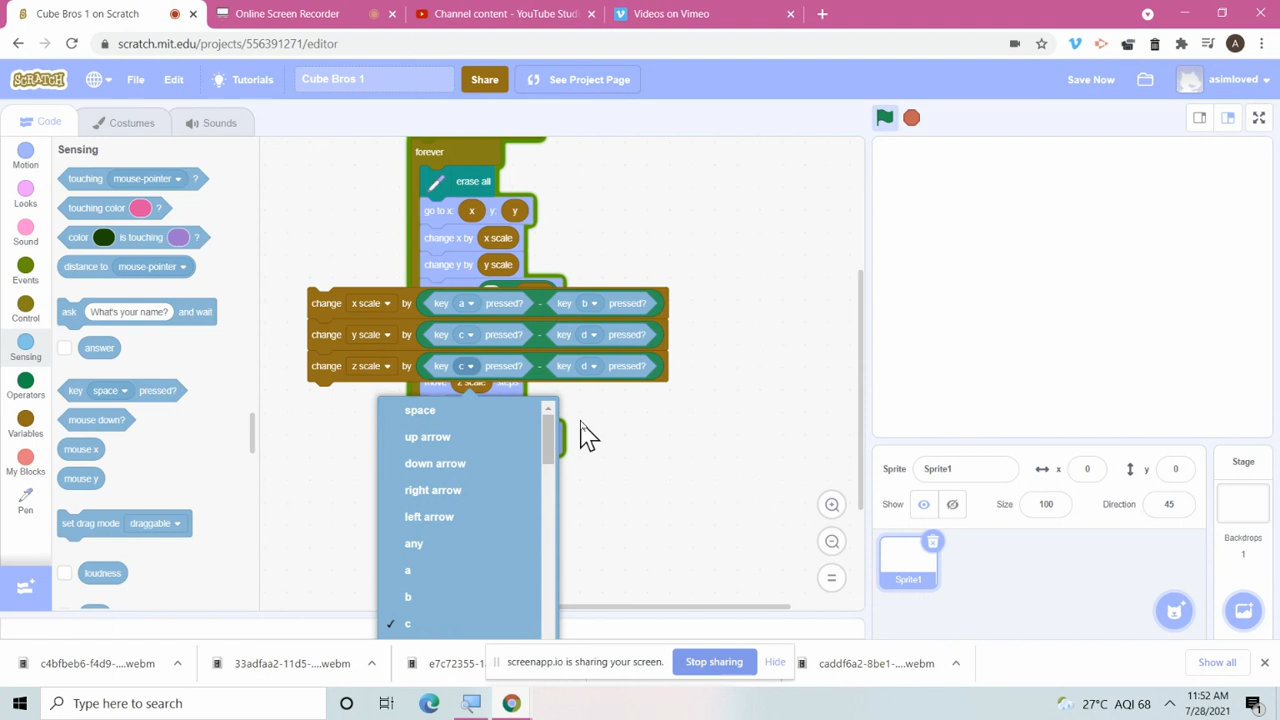 Cube Bros 1 on Scratch
Online Screen Recorder
Channel content - YouTube Studi
Videos on Vimeo
scratch.mit.edu/projects/556391271/editor
A
SCRATCH
File
Edit
Tutorials
Cube Bros 1
Share
See Project Page
Save Now
asimloved
Code
Costumes
Sounds
Motion
Looks
Sound
Events
Control
Sensing
Operators
Variables
My Blocks
Pen
Sensing
touching mouse-pointer ?
touching color ?
color is touching ?
distance to mouse-pointer
ask What's your name? and wait
answer
key space pressed?
mouse down?
mouse x
mouse y
set drag mode draggable
loudness
forever
erase all
go to x: x y: y
change x by x scale
change y by y scale
change x scale by key a pressed? - key b pressed?
change y scale by key c pressed? - key d pressed?
change z scale by key c pressed? - key d pressed?
move z scale steps
space
up arrow
down arrow
right arrow
left arrow
any
a
b
✓ c
Sprite Sprite1
x 0
y 0
Show
Size 100
Direction 45
Sprite1
Stage
Backdrops
1
c4bfbeb6-f4d9-....webm
33adfaa2-11d5-....webm
e7c72355-1
screenapp.io is sharing your screen.
Stop sharing
Hide
caddf6a2-8be1-....webm
Show all
Type here to search
27°C AQI 68
11:52 AM
7/28/2021
1